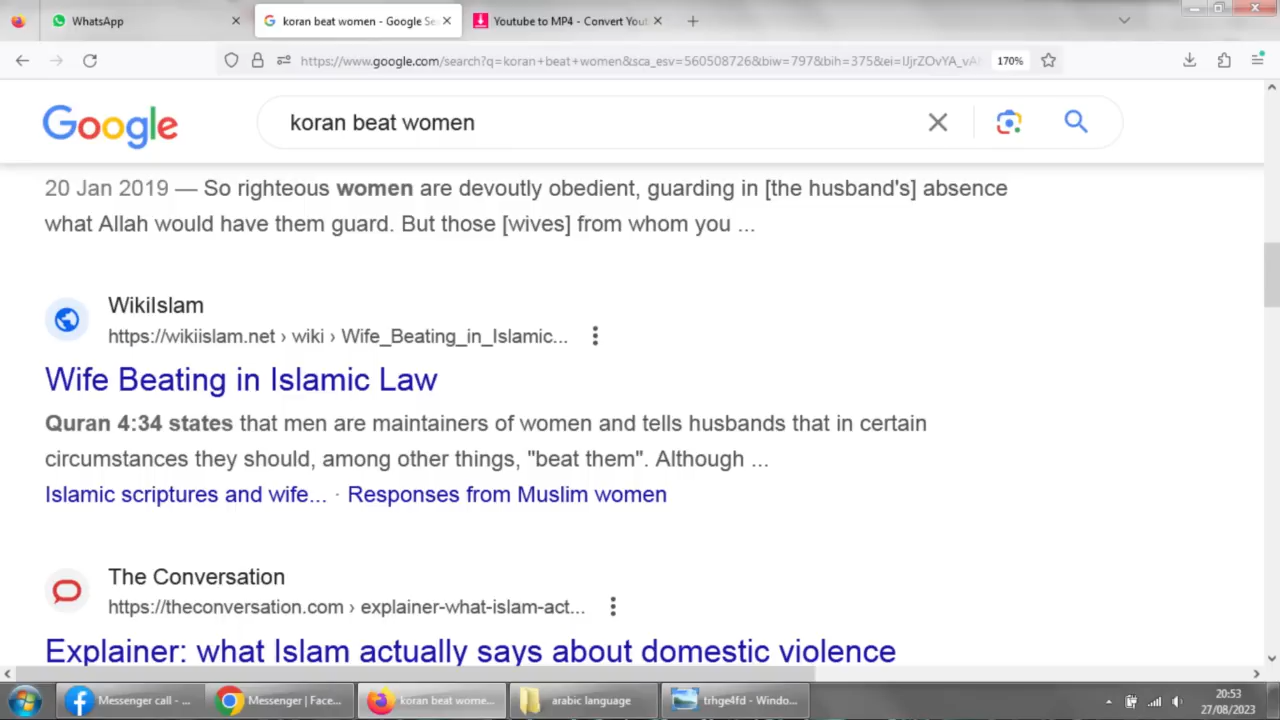 WhatsApp
koran beat women - Google Se
Youtube to MP4 - Convert You
https://www.google.com/search?q=koran+beat+women&sca_esv=560508726&biw=797&bih=375&ei=
170%
Google
koran beat women
20 Jan 2019 — So righteous women are devoutly obedient, guarding in [the husband's] absence
what Allah would have them guard. But those [wives] from whom you ...
WikiIslam
https://wikiislam.net › wiki › Wife_Beating_in_Islamic...
Wife Beating in Islamic Law
Quran 4:34 states that men are maintainers of women and tells husbands that in certain
circumstances they should, among other things, "beat them". Although ...
Islamic scriptures and wife... · Responses from Muslim women
The Conversation
https://theconversation.com › explainer-what-islam-act...
Explainer: what Islam actually says about domestic violence
Messenger call - ...
Messenger | Face...
koran beat wome...
arabic language
trhge4fd - Windo...
20:53
27/08/2023